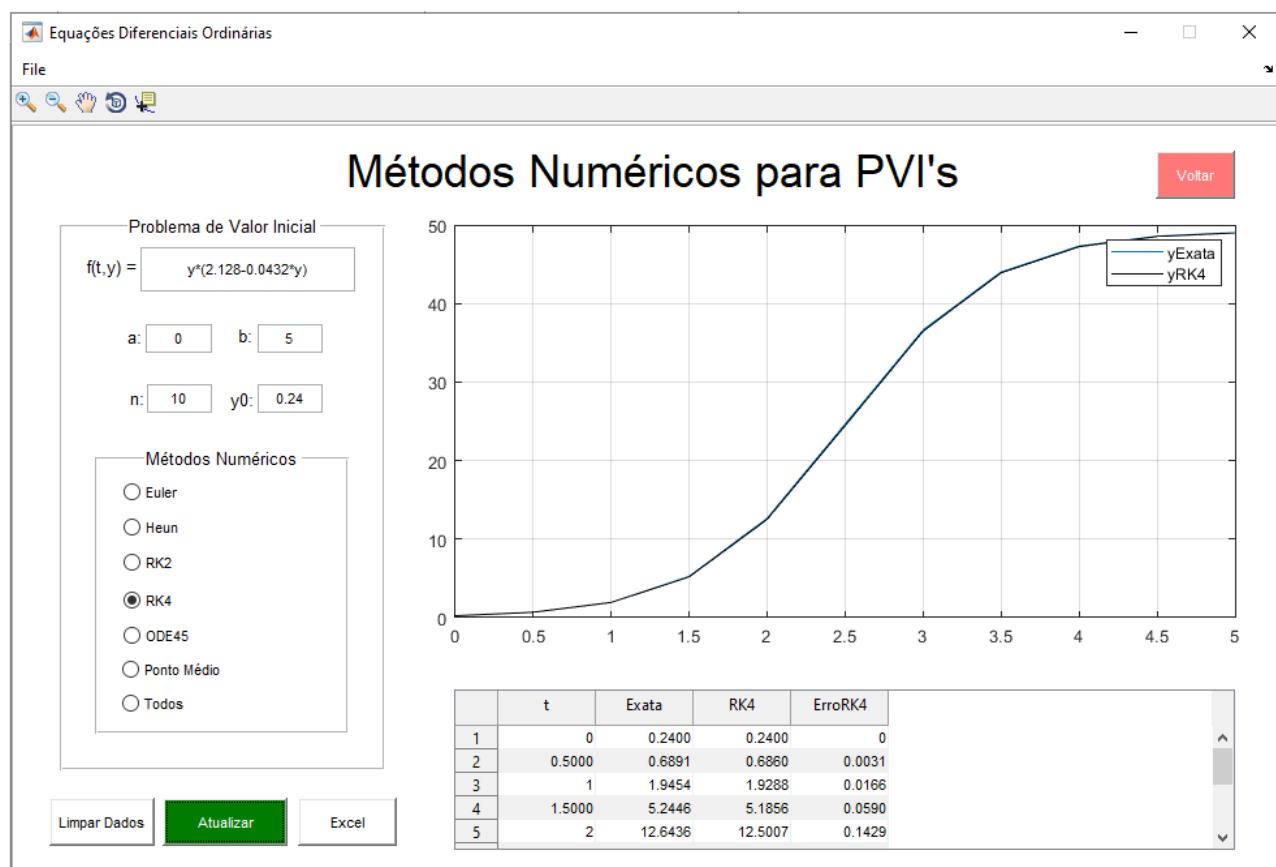 Equações Diferenciais Ordinárias
File
Métodos Numéricos para PVI's
Voltar
Problema de Valor Inicial
f(t,y) = y*(2.128-0.0432*y)
a: 0 b: 5
n: 10 y0: 0.24
Métodos Numéricos
Euler
Heun
RK2
RK4
ODE45
Ponto Médio
Todos
Limpar Dados Atualizar Excel
50
40
30
20
10
0
0 0.5 1 1.5 2 2.5 3 3.5 4 4.5 5
yExata
yRK4
t Exata RK4 ErroRK4
1 0 0.2400 0.2400 0
2 0.5000 0.6891 0.6860 0.0031
3 1 1.9454 1.9288 0.0166
4 1.5000 5.2446 5.1856 0.0590
5 2 12.6436 12.5007 0.1429